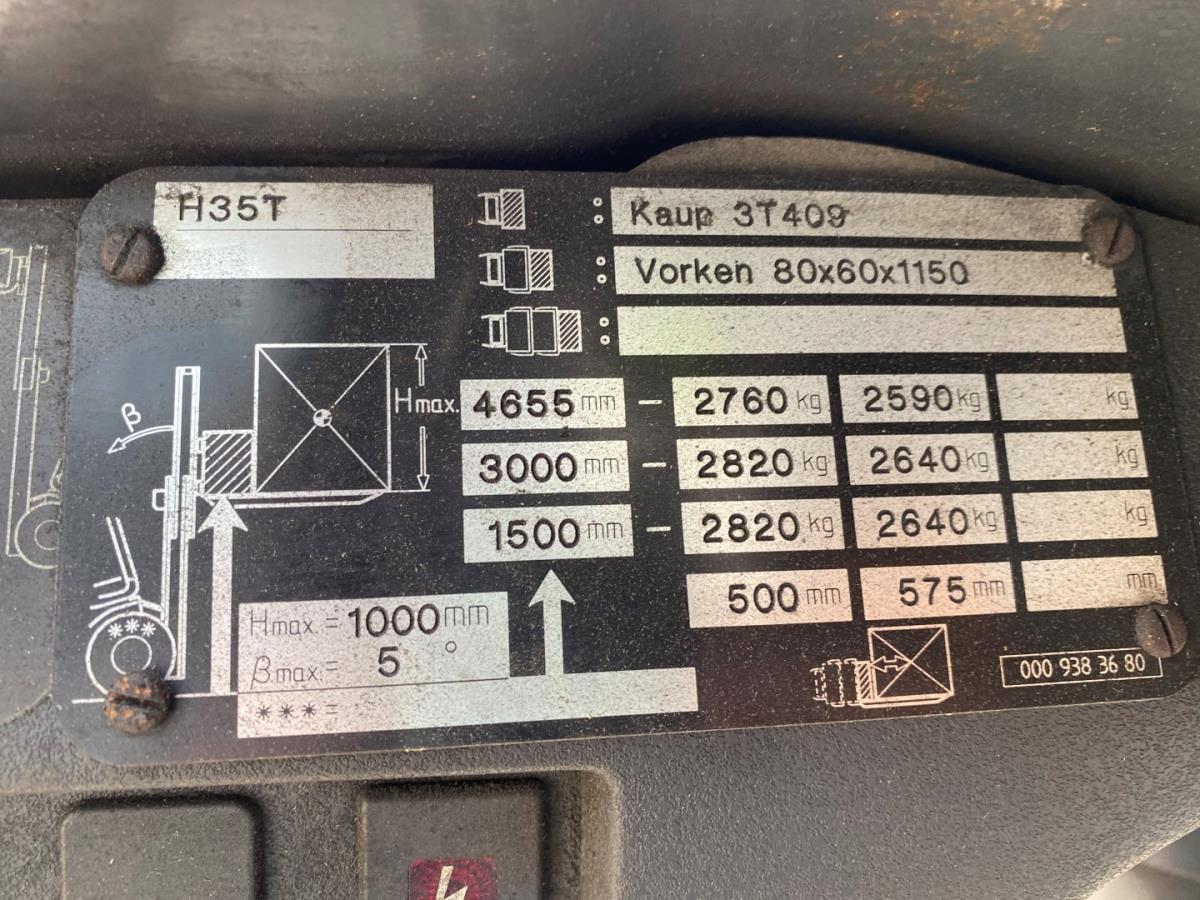 H35T
: Kaup 3T409
: Vorken 80x60x1150
:
β
Hmax.
4655 mm – 2760 kg 2590 kg kg
3000 mm – 2820 kg 2640 kg kg
1500 mm – 2820 kg 2640 kg kg
500 mm 575 mm mm
Hmax. = 1000 mm
βmax. = 5 °
*** =
***
000 938 36 80